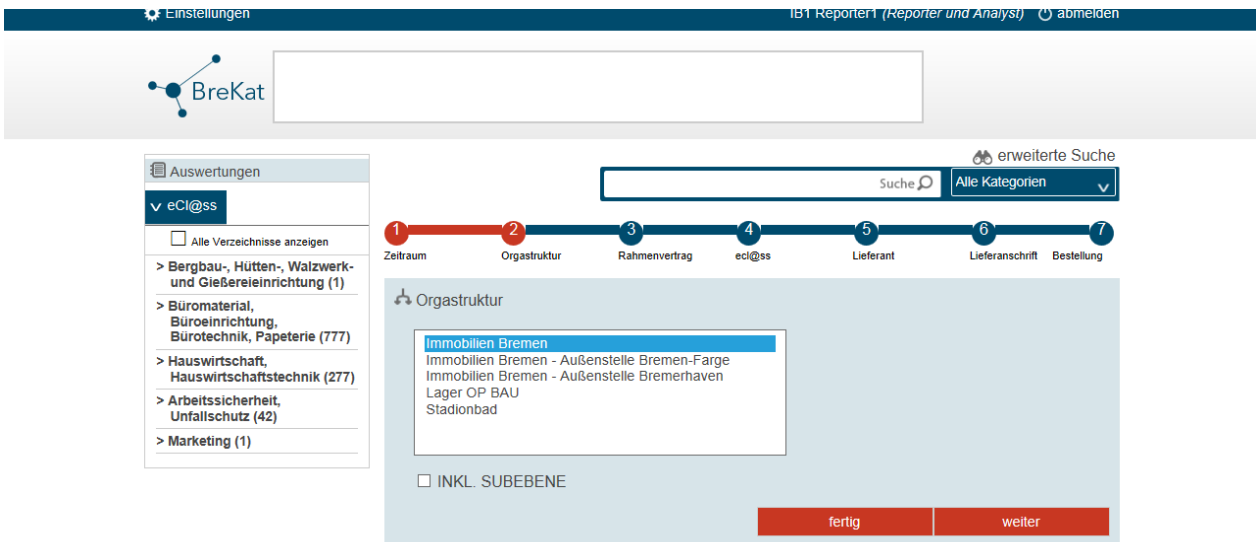 Einstellungen
IB1 Reporter1 (Reporter und Analyst) abmelden
BreKat
erweiterte Suche
Auswertungen
Suche
Alle Kategorien
eCl@ss
Alle Verzeichnisse anzeigen
1 2 3 4 5 6 7
Zeitraum Orgastruktur Rahmenvertrag ecl@ss Lieferant Lieferanschrift Bestellung
> Bergbau-, Hütten-, Walzwerk-
und Gießereieinrichtung (1)
> Büromaterial,
Büroeinrichtung,
Bürotechnik, Papeterie (777)
> Hauswirtschaft,
Hauswirtschaftstechnik (277)
> Arbeitssicherheit,
Unfallschutz (42)
> Marketing (1)
Orgastruktur
Immobilien Bremen
Immobilien Bremen - Außenstelle Bremen-Farge
Immobilien Bremen - Außenstelle Bremerhaven
Lager OP BAU
Stadionbad
INKL. SUBEBENE
fertig weiter